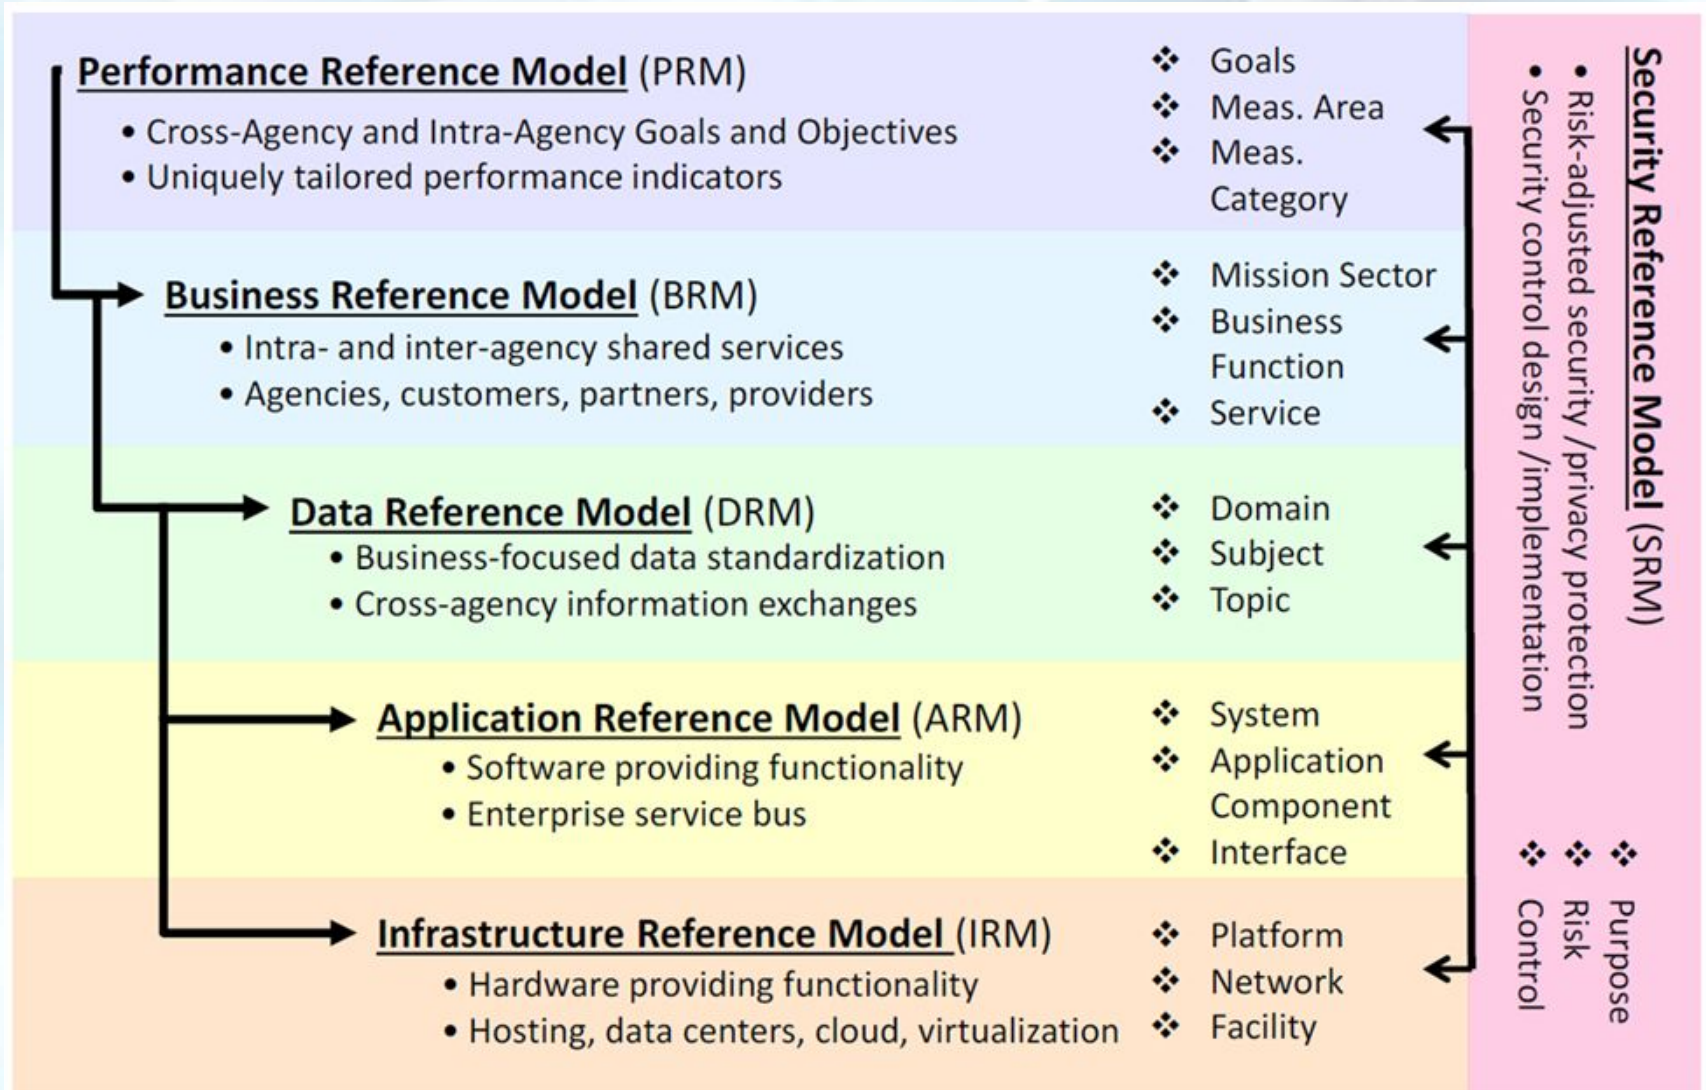 Performance Reference Model (PRM)
• Cross-Agency and Intra-Agency Goals and Objectives
• Uniquely tailored performance indicators
❖ Goals
❖ Meas. Area
❖ Meas.
Category
Business Reference Model (BRM)
• Intra- and inter-agency shared services
• Agencies, customers, partners, providers
❖ Mission Sector
❖ Business
Function
❖ Service
Data Reference Model (DRM)
• Business-focused data standardization
• Cross-agency information exchanges
❖ Domain
❖ Subject
❖ Topic
Application Reference Model (ARM)
• Software providing functionality
• Enterprise service bus
❖ System
❖ Application
Component
❖ Interface
Infrastructure Reference Model (IRM)
• Hardware providing functionality
• Hosting, data centers, cloud, virtualization
❖ Platform
❖ Network
❖ Facility
Security Reference Model (SRM)
• Risk-adjusted security /privacy protection
• Security control design /implementation
❖ Purpose
❖ Risk
❖ Control